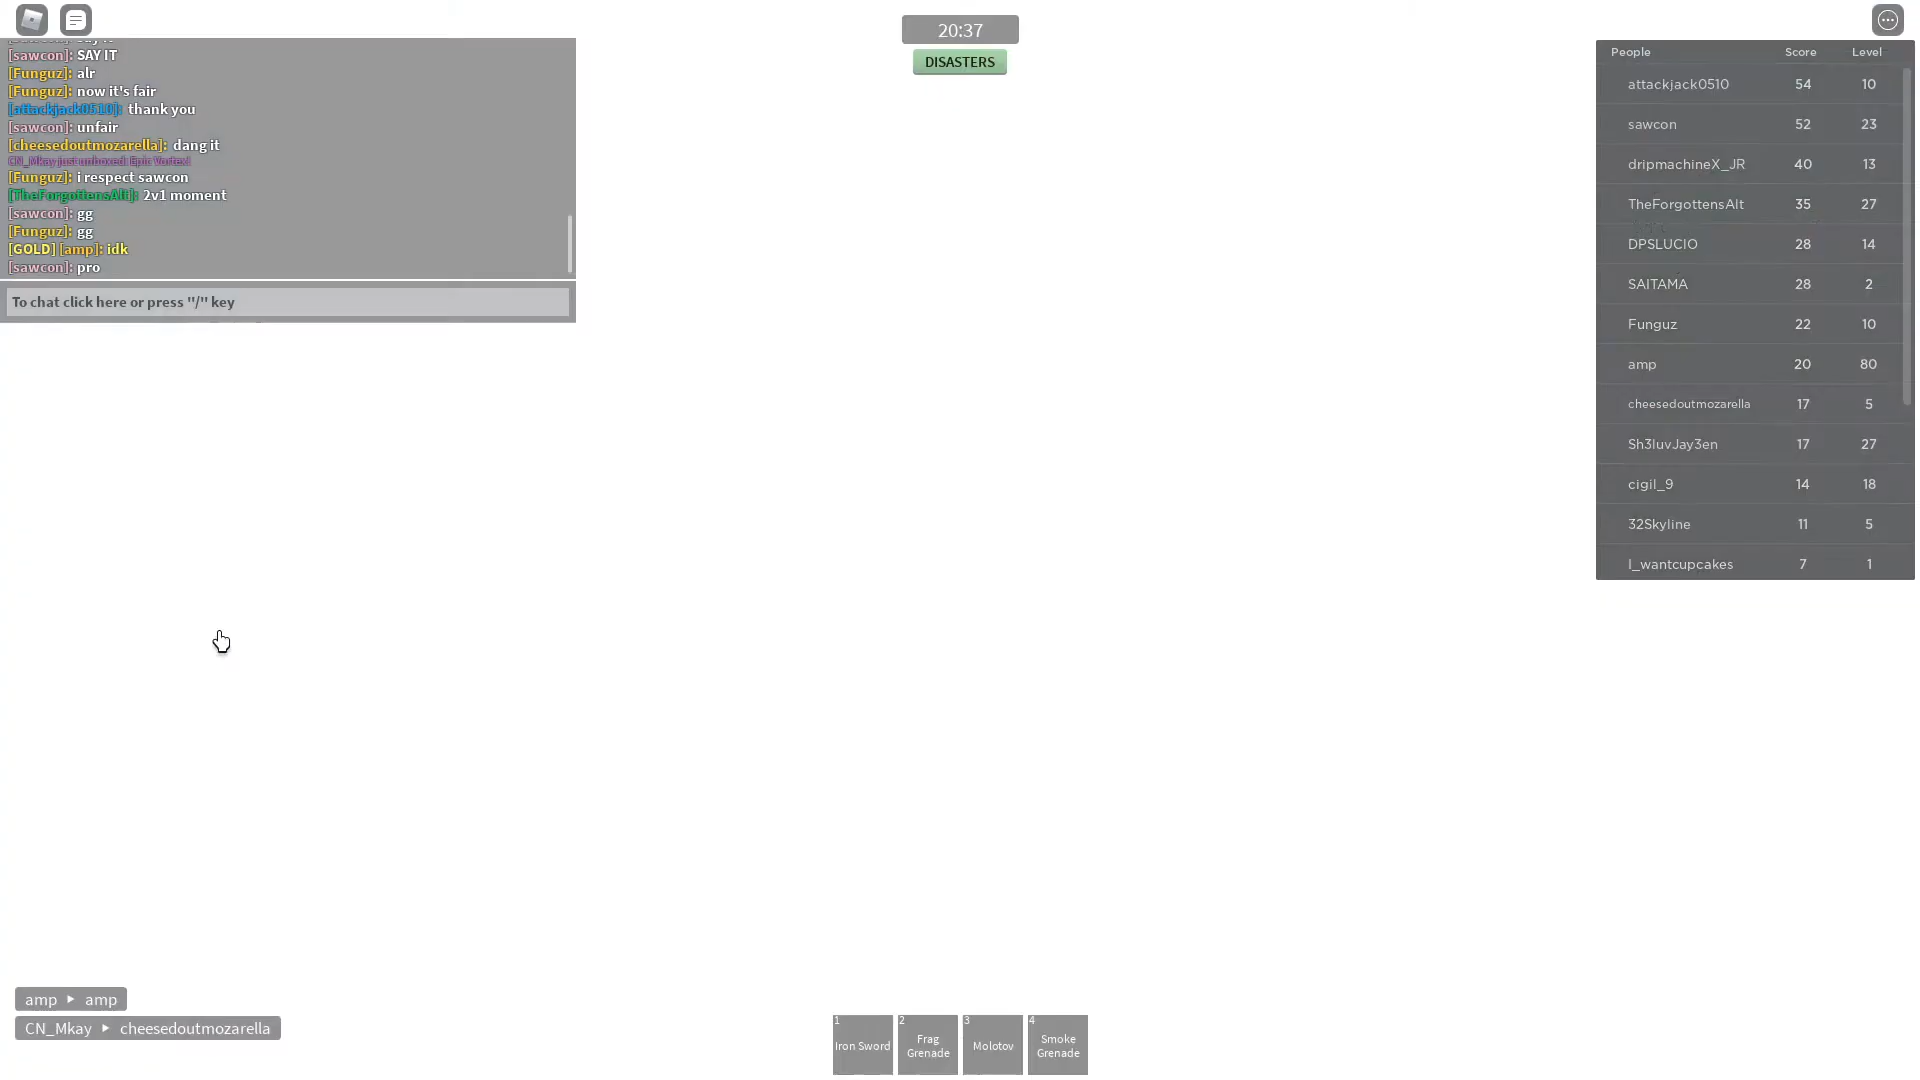 20:37
DISASTERS
[sawcon]: SAY IT
[Funguz]: alr
[Funguz]: now it's fair
[attackjack0510]: thank you
[sawcon]: unfair
[cheesedoutmozarella]: dang it
CN_Mkay just unboxed: Epic Vortex!
[Funguz]: i respect sawcon
[TheForgottensAlt]: 2v1 moment
[sawcon]: gg
[Funguz]: gg
[GOLD] [amp]: idk
[sawcon]: pro
To chat click here or press "/" key
People Score Level
attackjack0510 54 10
sawcon 52 23
dripmachineX_JR 40 13
TheForgottensAlt 35 27
DPSLUCIO 28 14
SAITAMA 28 2
Funguz 22 10
amp 20 80
cheesedoutmozarella 17 5
Sh3luvJay3en 17 27
cigil_9 14 18
32Skyline 11 5
I_wantcupcakes 7 1
amp ▸ amp
CN_Mkay ▸ cheesedoutmozarella
1 Iron Sword
2 Frag Grenade
3 Molotov
4 Smoke Grenade